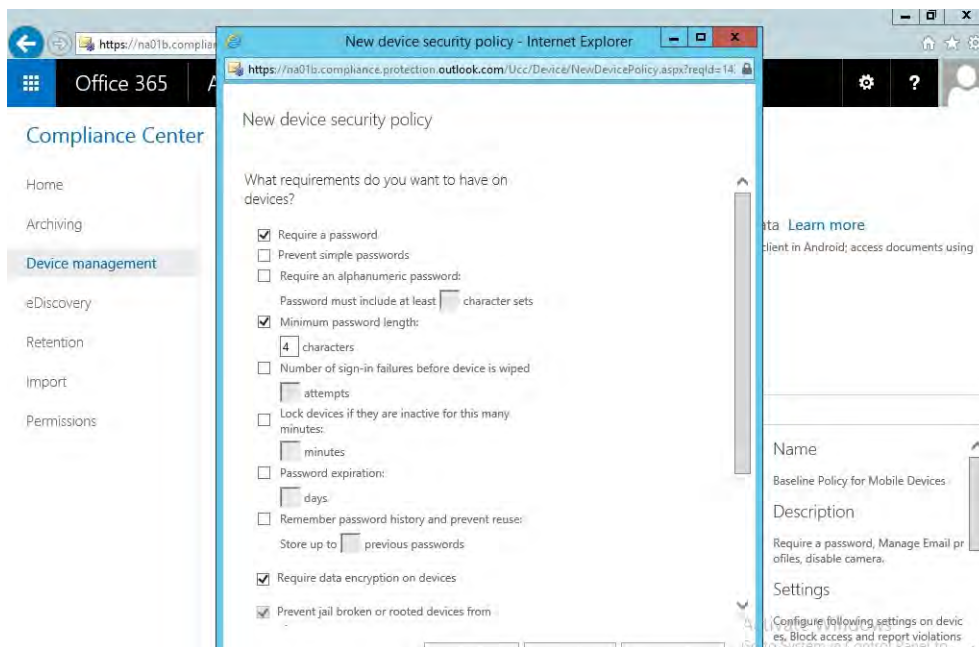 New device security policy - Internet Explorer
https://na01b.complian
https://na01b.compliance.protection.outlook.com/Ucc/Device/NewDevicePolicy.aspx?reqId=14
Office 365
?
Compliance Center
Home
Archiving
Device management
eDiscovery
Retention
Import
Permissions
New device security policy
What requirements do you want to have on
devices?
Require a password
Prevent simple passwords
Require an alphanumeric password:
Password must include at least character sets
Minimum password length:
4 characters
Number of sign-in failures before device is wiped
attempts
Lock devices if they are inactive for this many
minutes:
minutes
Password expiration:
days
Remember password history and prevent reuse:
Store up to previous passwords
Require data encryption on devices
Prevent jail broken or rooted devices from
Learn more
client in Android; access documents using
Name
Baseline Policy for Mobile Devices
Description
Require a password, Manage Email pr
ofiles, disable camera.
Settings
Configure following settings on devic
es, Block access and report violations